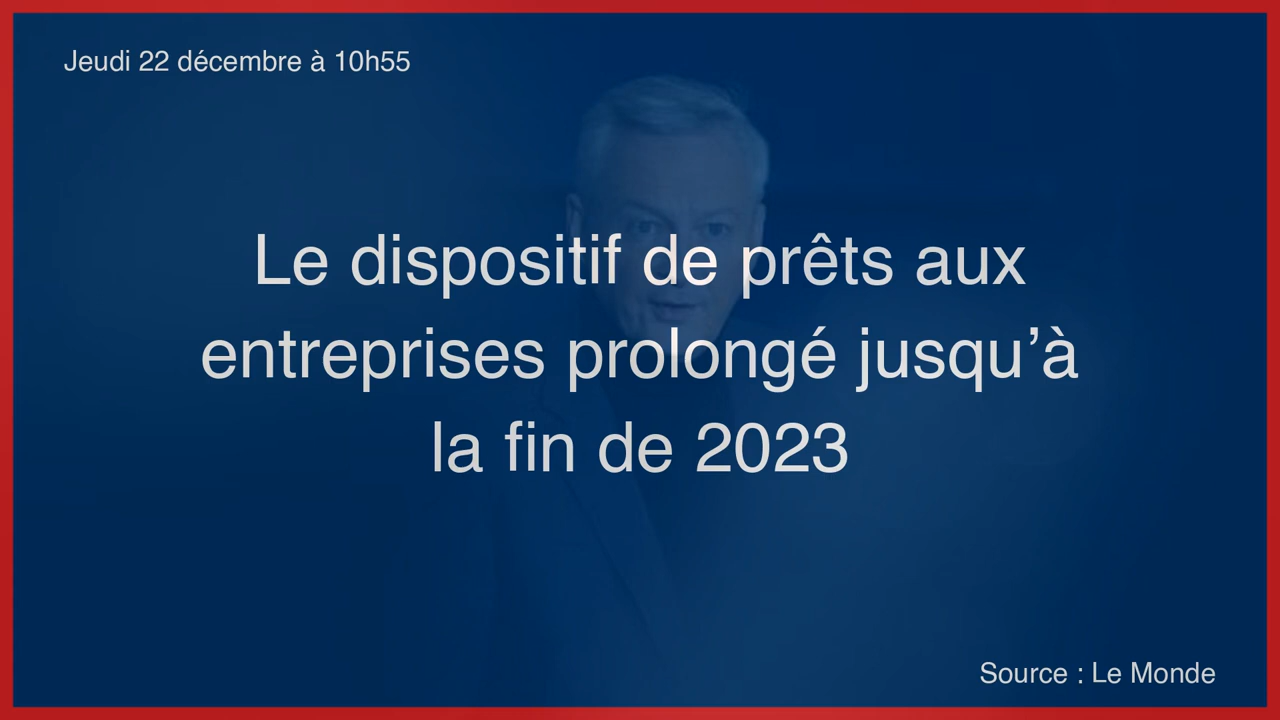 Jeudi 22 décembre à 10h55
Le dispositif de prêts aux
entreprises prolongé jusqu’à
la fin de 2023
Source : Le Monde